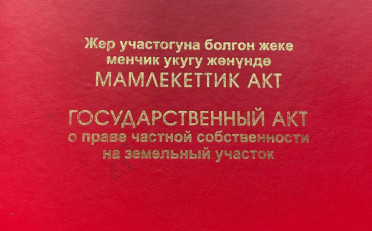 Жер участогуна болгон жеке
менчик укугу жөнүндө
МАМЛЕКЕТТИК АКТ
ГОСУДАРСТВЕННЫЙ АКТ
о праве частной собственности
на земельный участок